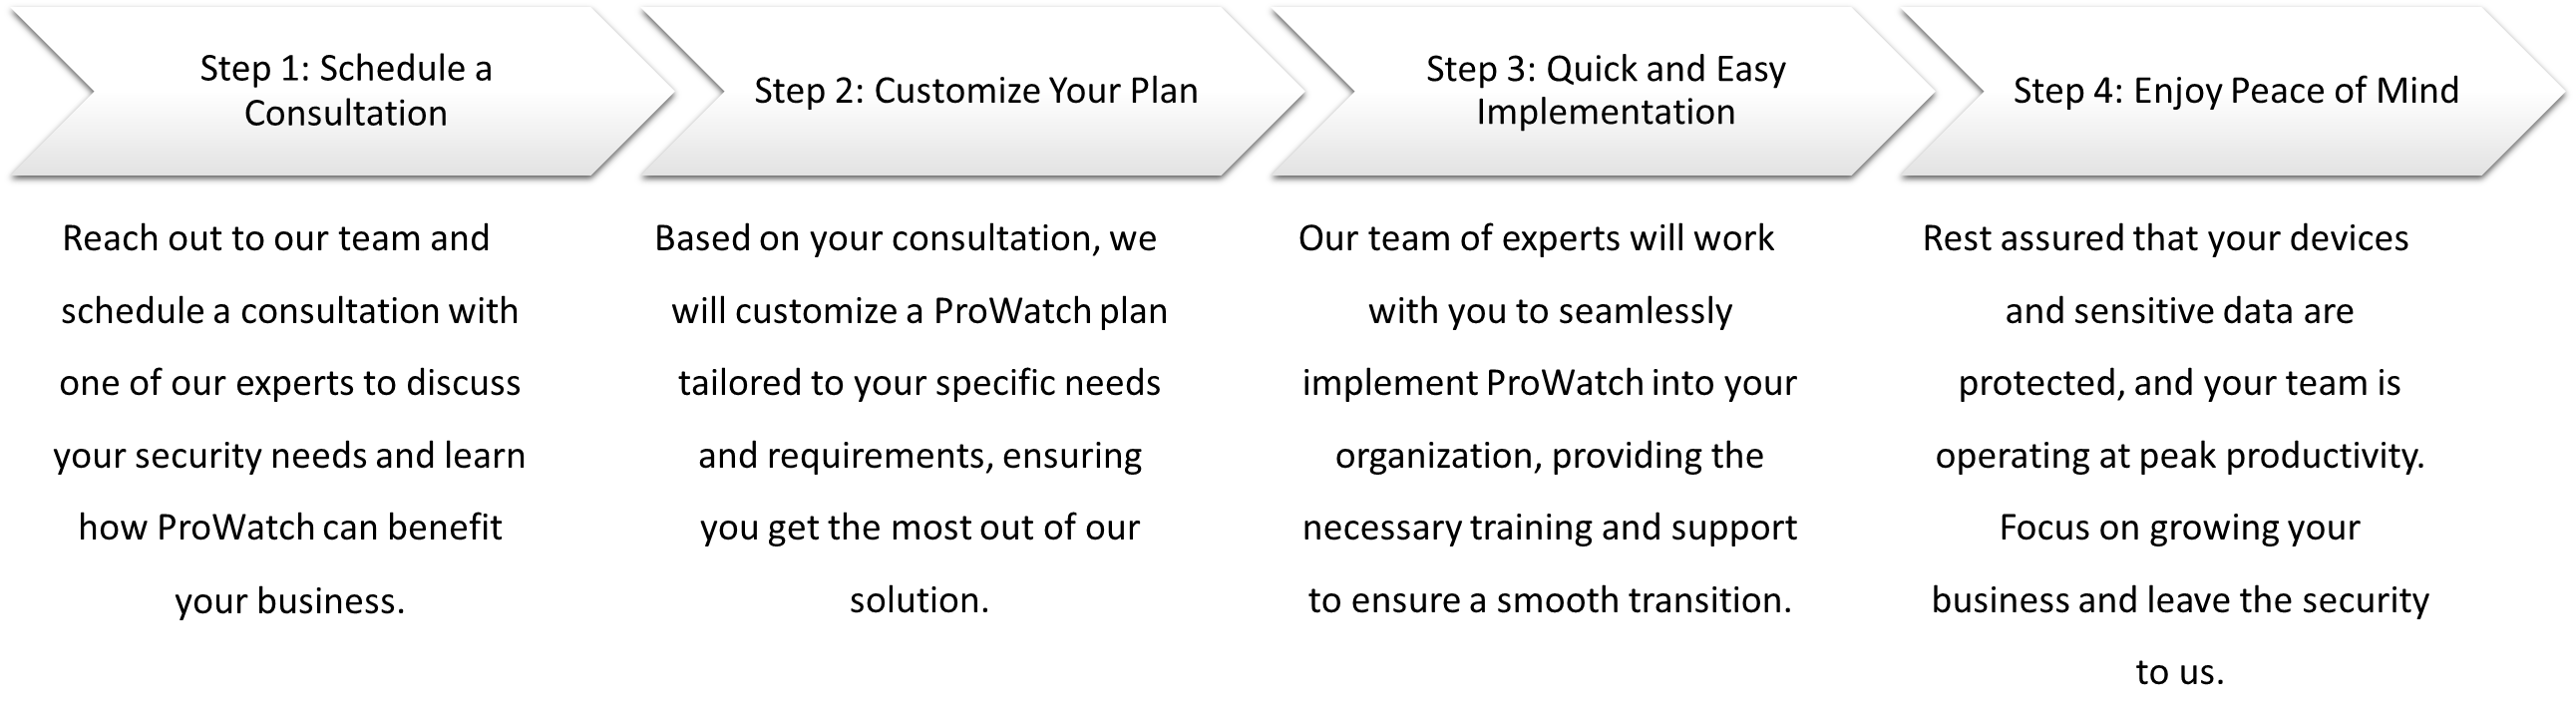 Step 1: Schedule a
Consultation
Reach out to our team and
schedule a consultation with
one of our experts to discuss
your security needs and learn
how ProWatch can benefit
your business.
Step 2: Customize Your Plan
Based on your consultation, we
will customize a ProWatch plan
tailored to your specific needs
and requirements, ensuring
you get the most out of our
solution.
Step 3: Quick and Easy
Implementation
Our team of experts will work
with you to seamlessly
implement ProWatch into your
organization, providing the
necessary training and support
to ensure a smooth transition.
Step 4: Enjoy Peace of Mind
Rest assured that your devices
and sensitive data are
protected, and your team is
operating at peak productivity.
Focus on growing your
business and leave the security
to us.